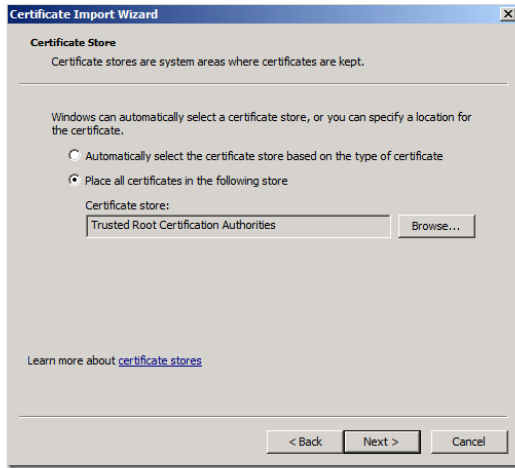 Certificate Import Wizard
Certificate Store
Certificate stores are system areas where certificates are kept.
Windows can automatically select a certificate store, or you can specify a location for
the certificate.
Automatically select the certificate store based on the type of certificate
Place all certificates in the following store
Certificate store:
Trusted Root Certification Authorities
Browse...
Learn more about certificate stores
< Back
Next >
Cancel